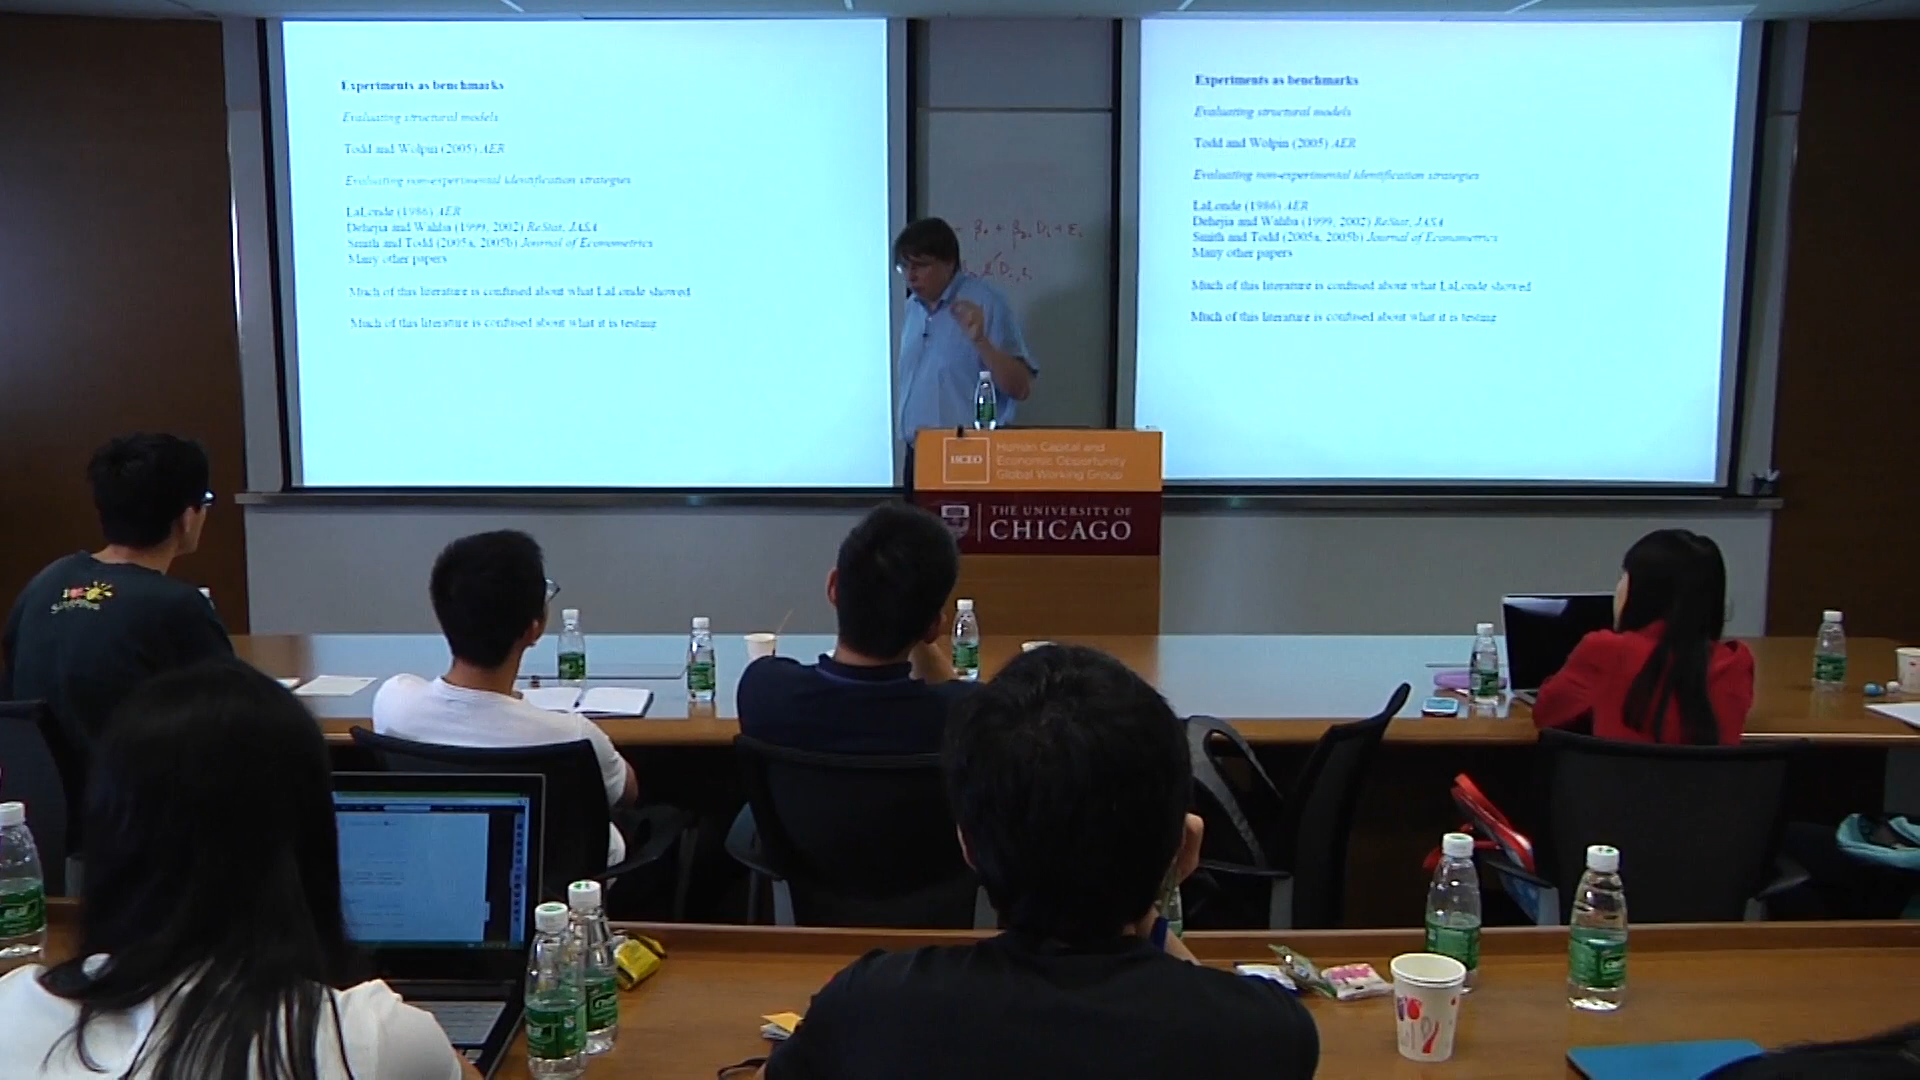 Experiments as benchmarks
Evaluating structural models
Todd and Wolpin (2005) AER
Evaluating non-experimental identification strategies
LaLonde (1986) AER
Dehejia and Wahba (1999, 2002) ReStat, JASA
Smith and Todd (2005a, 2005b) Journal of Econometrics
Many other papers
Much of this literature is confused about what LaLonde showed
Much of this literature is confused about what it is testing
Experiments as benchmarks
Evaluating structural models
Todd and Wolpin (2005) AER
Evaluating non-experimental identification strategies
LaLonde (1986) AER
Dehejia and Wahba (1999, 2002) ReStat, JASA
Smith and Todd (2005a, 2005b) Journal of Econometrics
Many other papers
Much of this literature is confused about what LaLonde showed
Much of this literature is confused about what it is testing
HCEO
Human Capital and
Economic Opportunity
Global Working Group
THE UNIVERSITY OF
CHICAGO